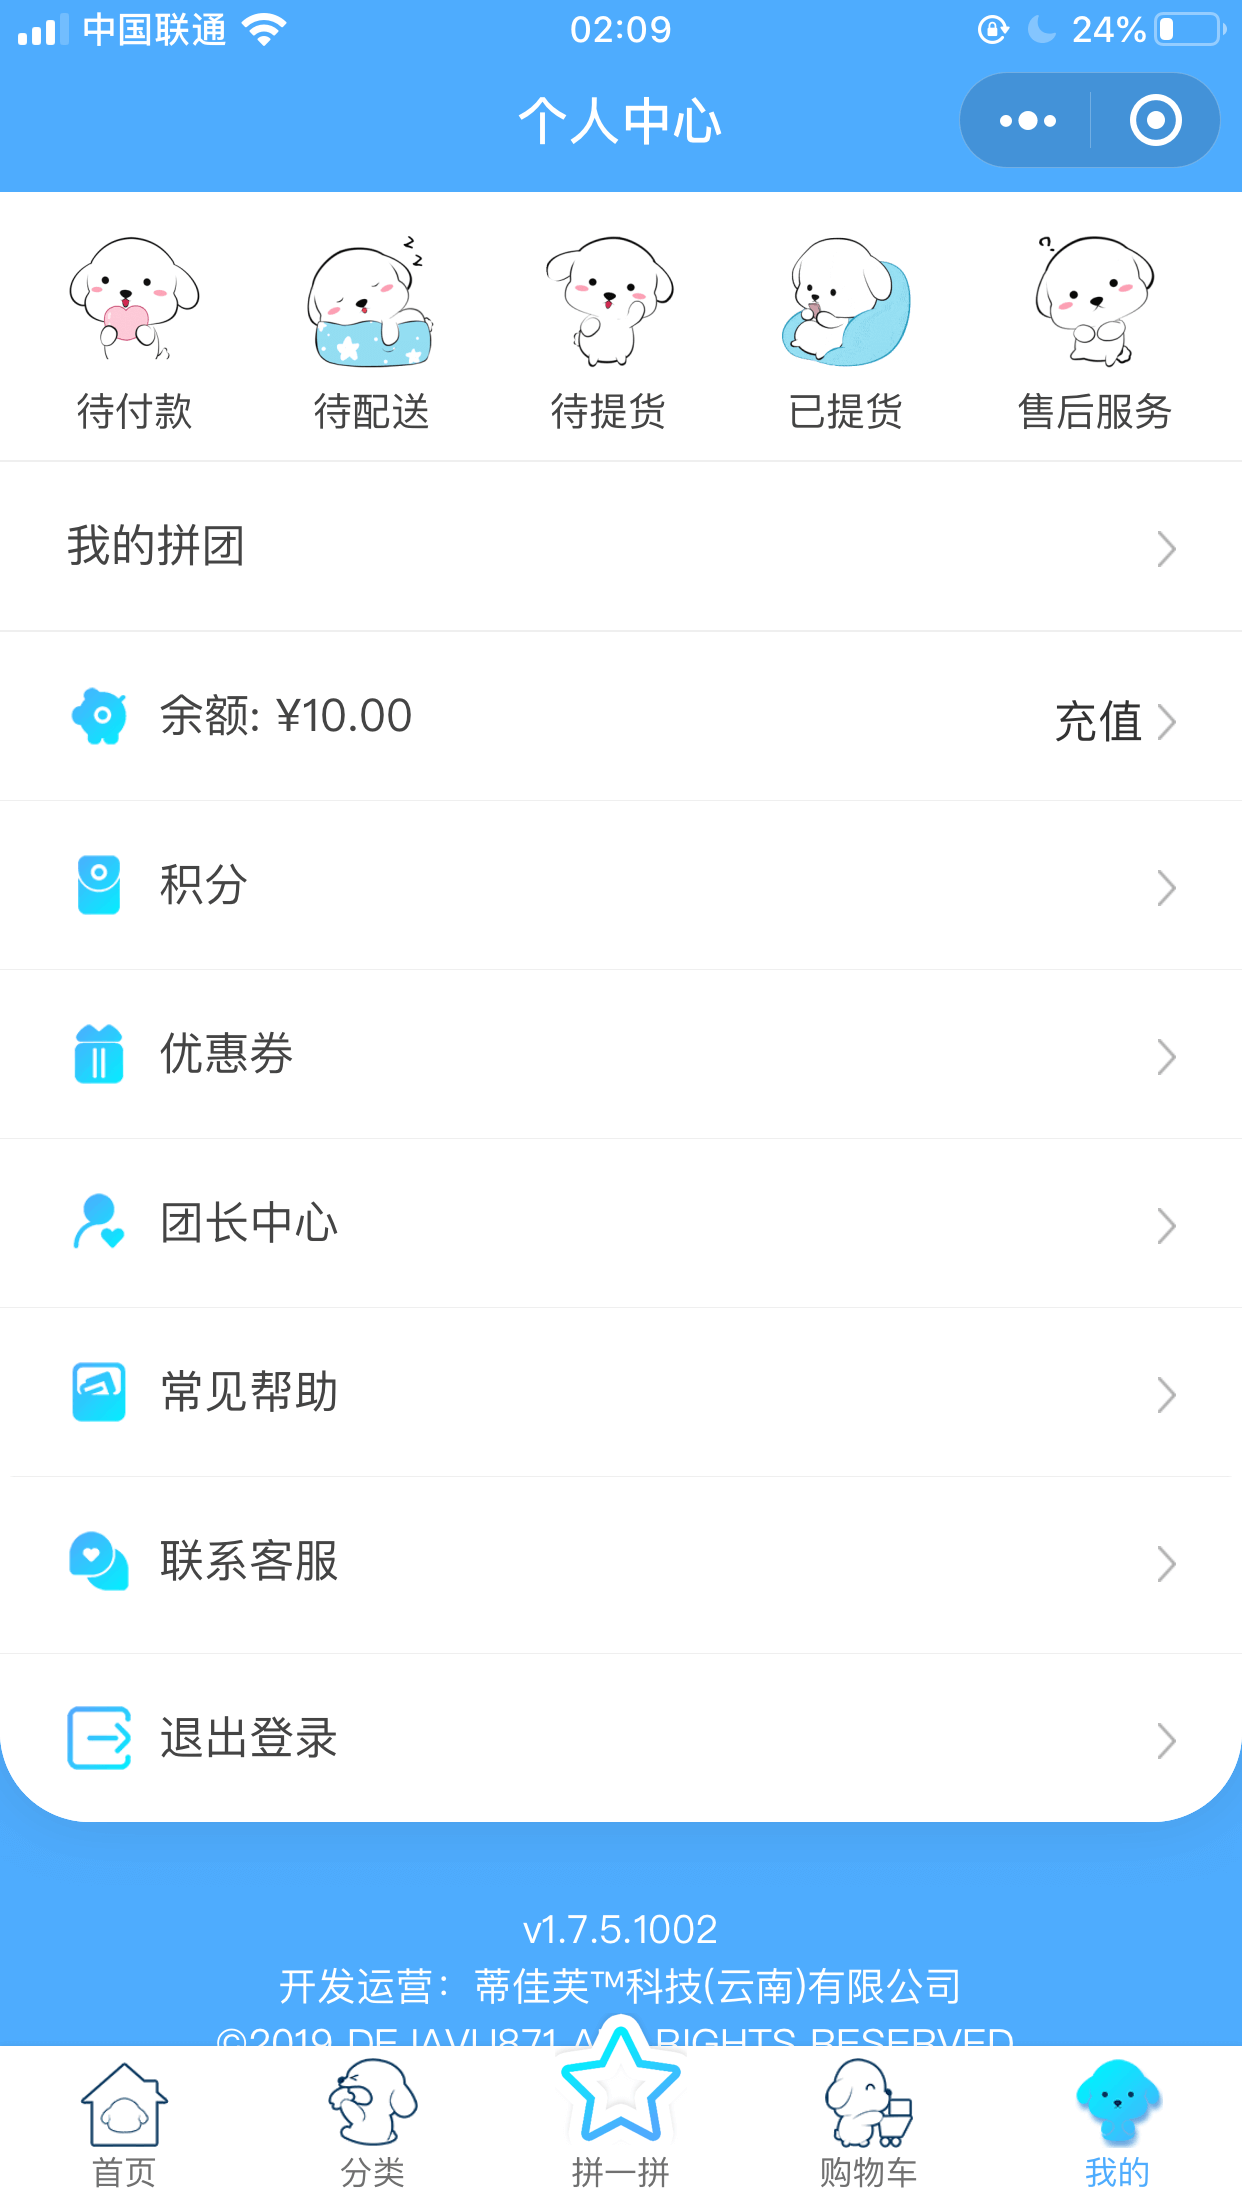 中国联通
02:09
24%
个人中心
待付款
待配送
待提货
已提货
售后服务
我的拼团
余额: ¥10.00
充值
积分
优惠券
团长中心
常见帮助
联系客服
退出登录
v1.7.5.1002
开发运营：蒂佳芙™科技(云南)有限公司
©2019 DEJAVU871 A RIGHTS RESERVED
首页
分类
拼一拼
购物车
我的